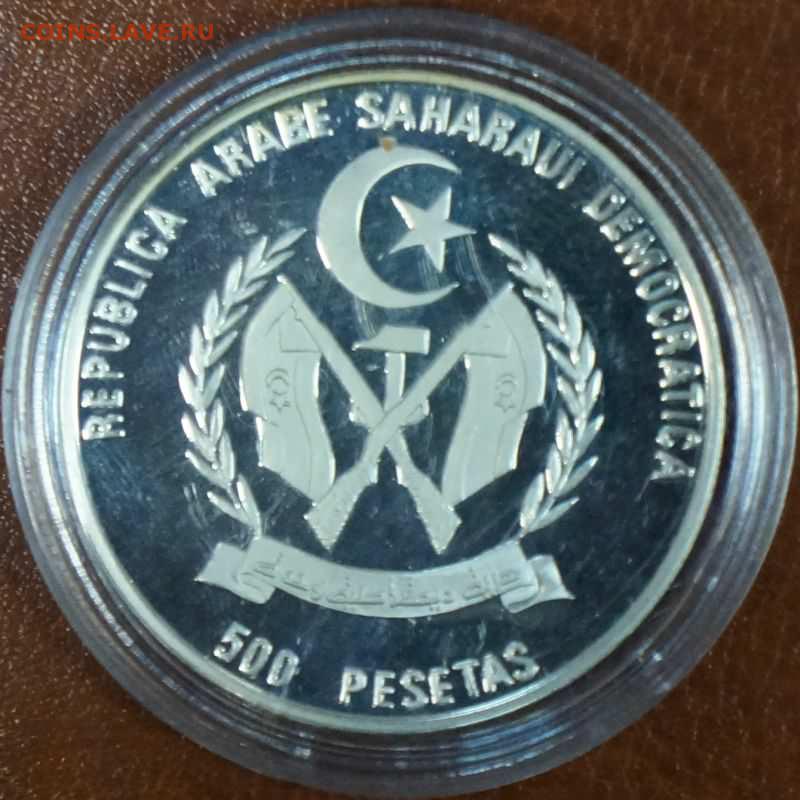 COINS.LAVE.RU
REPUBLICA ARABE SAHARAUI DEMOCRATICA
500 PESETAS